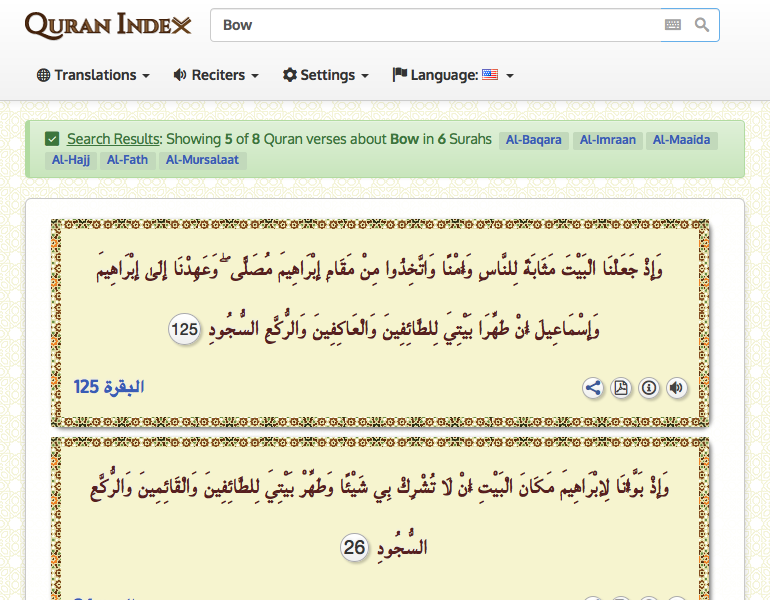 QURAN INDEX
Bow
Translations
Reciters
Settings
Language:
Search Results: Showing 5 of 8 Quran verses about Bow in 6 Surahs Al-Baqara Al-Imraan Al-Maaida
Al-Hajj Al-Fath Al-Mursalaat
وَإِذْ جَعَلْنَا الْبَيْتَ مَثَابَةً لِلنَّاسِ وَأَمْنًا وَاتَّخِذُوا مِنْ مَقَامِ إِبْرَاهِيمَ مُصَلًّى ۖ وَعَهِدْنَا إِلَىٰ إِبْرَاهِيمَ
وَإِسْمَاعِيلَ أَنْ طَهِّرَا بَيْتِيَ لِلطَّائِفِينَ وَالْعَاكِفِينَ وَالرُّكَّعِ السُّجُودِ 125
البقرة 125
وَإِذْ بَوَّأْنَا لِإِبْرَاهِيمَ مَكَانَ الْبَيْتِ أَنْ لَا تُشْرِكْ بِي شَيْئًا وَطَهِّرْ بَيْتِيَ لِلطَّائِفِينَ وَالْقَائِمِينَ وَالرُّكَّعِ
السُّجُودِ 26